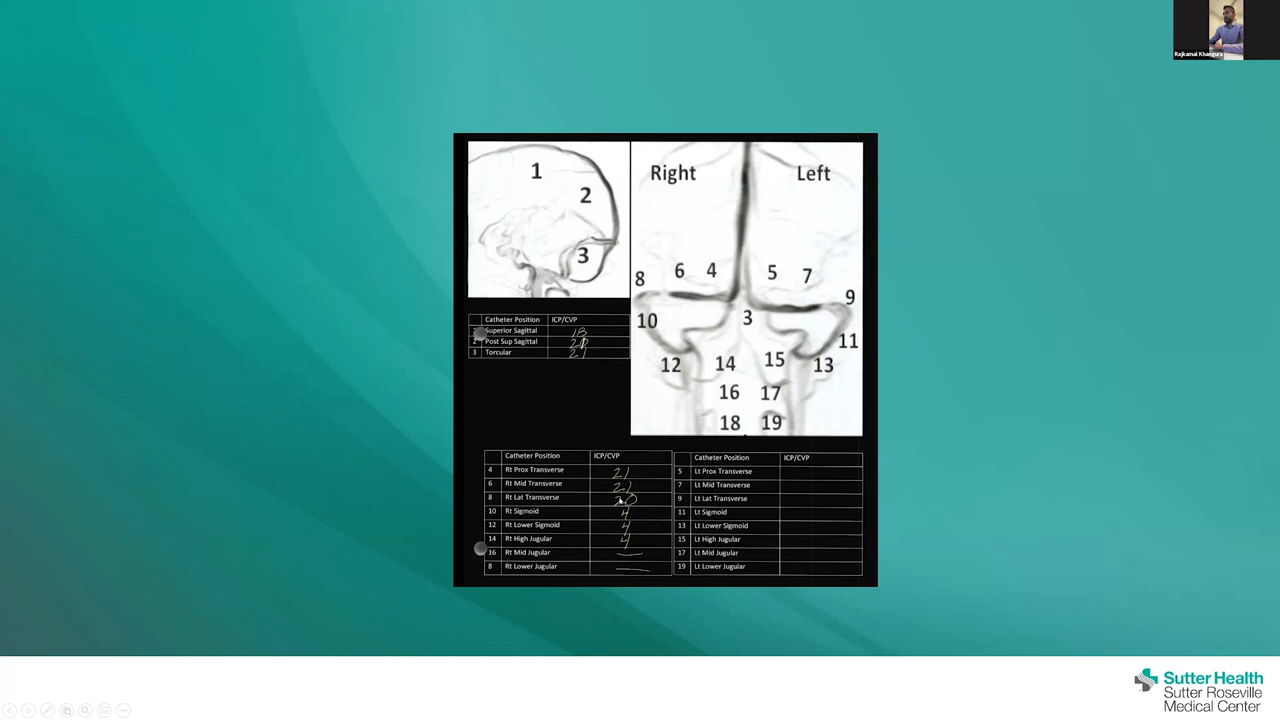 Rajkamal Khangura
1
2
3
Right Left
8 6 4 5 7 9
10 3 11
12 14 15 13
16 17
18 19
Catheter Position ICP/CVP
Superior Sagittal 18
2 Post Sup Sagittal
3 Torcular 21
Catheter Position ICP/CVP
4 Rt Prox Transverse 21
6 Rt Mid Transverse 21
8 Rt Lat Transverse 20
10 Rt Sigmoid 4
12 Rt Lower Sigmoid 4
14 Rt High Jugular 4
16 Rt Mid Jugular —
8 Rt Lower Jugular —
Catheter Position ICP/CVP
5 Lt Prox Transverse
7 Lt Mid Transverse
9 Lt Lat Transverse
11 Lt Sigmoid
13 Lt Lower Sigmoid
15 Lt High Jugular
17 Lt Mid Jugular
19 Lt Lower Jugular
Sutter Health
Sutter Roseville
Medical Center